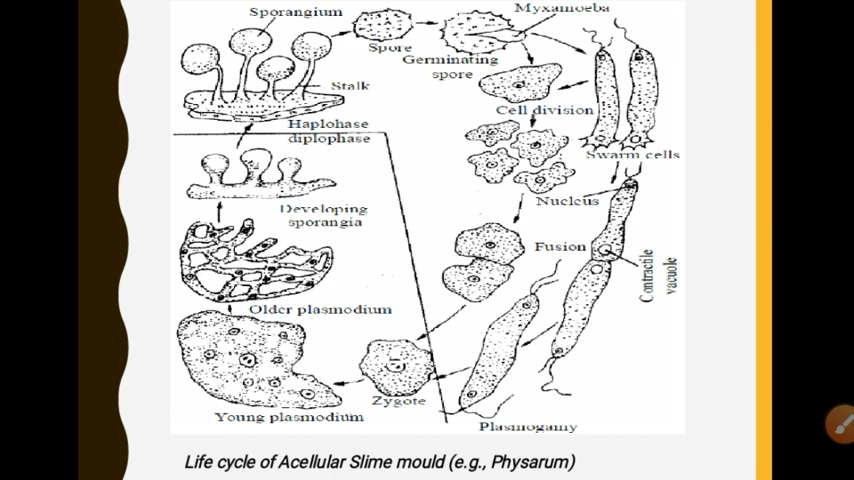 Sporangium
Myxamoeba
Spore
Germinating
spore
Stalk
Cell division
Haplohase
diplophase
Swarm cells
Nucleus
Developing
sporangia
Fusion
Contractile
vacuole
Older plasmodium
Zygote
Young plasmodium
Plasmogamy
Life cycle of Acellular Slime mould (e.g., Physarum)